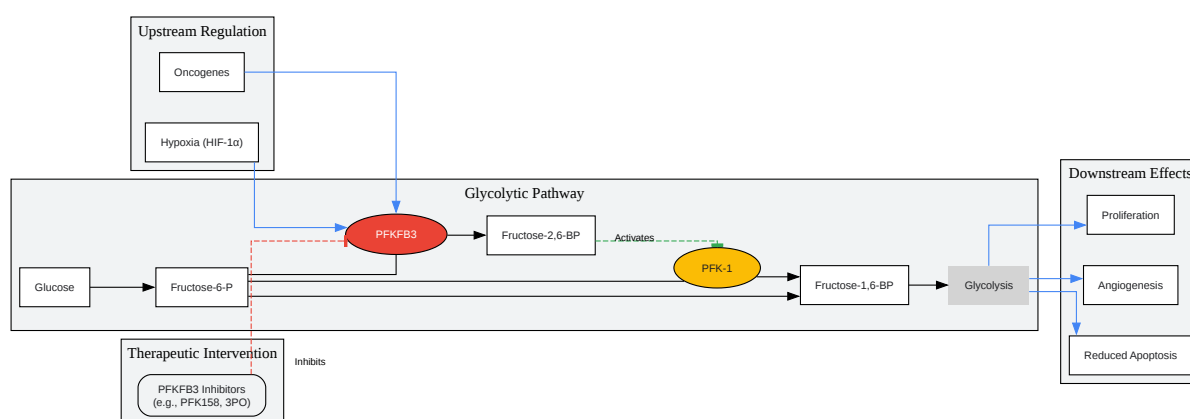 Upstream Regulation
Oncogenes
Hypoxia (HIF-1α)
Glycolytic Pathway
Downstream Effects
PFKFB3
Fructose-2,6-BP
Activates
PFK-1
Glucose
Fructose-6-P
Fructose-1,6-BP
Glycolysis
Proliferation
Angiogenesis
Reduced Apoptosis
Therapeutic Intervention
Inhibits
PFKFB3 Inhibitors
(e.g., PFK158, 3PO)